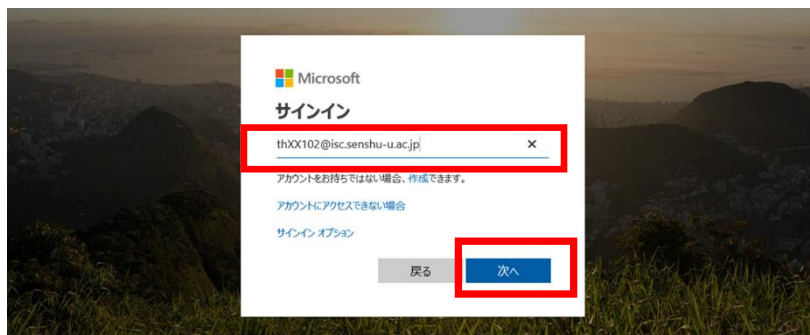 Microsoft
サインイン
thXX102@isc.senshu-u.ac.jp
アカウントをお持ちではない場合、作成できます。
アカウントにアクセスできない場合
サインイン オプション
戻る
次へ